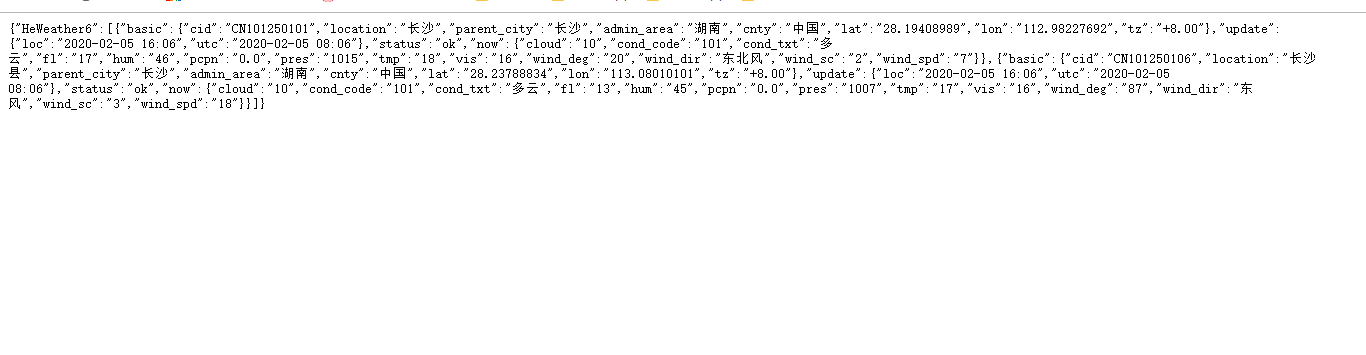 {"HeWeather6":[{"basic":{"cid":"CN101250101","location":"长沙","parent_city":"长沙","admin_area":"湖南","cnty":"中国","lat":"28.19408989","lon":"112.98227692","tz":"+8.00"},"update":
{"loc":"2020-02-05 16:06","utc":"2020-02-05 08:06"},"status":"ok","now":{"cloud":"10","cond_code":"101","cond_txt":"多
云","fl":"17","hum":"46","pcpn":"0.0","pres":"1015","tmp":"18","vis":"16","wind_deg":"20","wind_dir":"东北风","wind_sc":"2","wind_spd":"7"}},{"basic":{"cid":"CN101250106","location":"长沙
县","parent_city":"长沙","admin_area":"湖南","cnty":"中国","lat":"28.23788834","lon":"113.08010101","tz":"+8.00"},"update":{"loc":"2020-02-05 16:06","utc":"2020-02-05
08:06"},"status":"ok","now":{"cloud":"10","cond_code":"101","cond_txt":"多云","fl":"13","hum":"45","pcpn":"0.0","pres":"1007","tmp":"17","vis":"16","wind_deg":"87","wind_dir":"东
风","wind_sc":"3","wind_spd":"18"}}]}